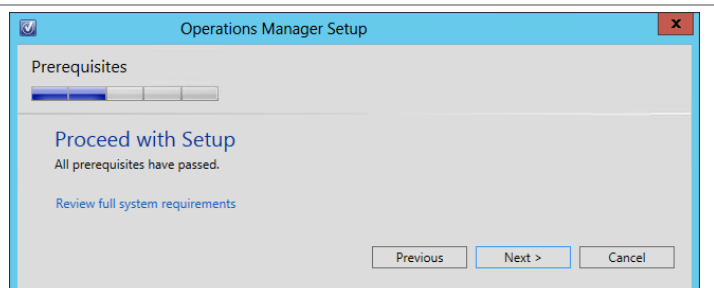 Operations Manager Setup
x
Prerequisites
Proceed with Setup
All prerequisites have passed.
Review full system requirements
Previous Next > Cancel